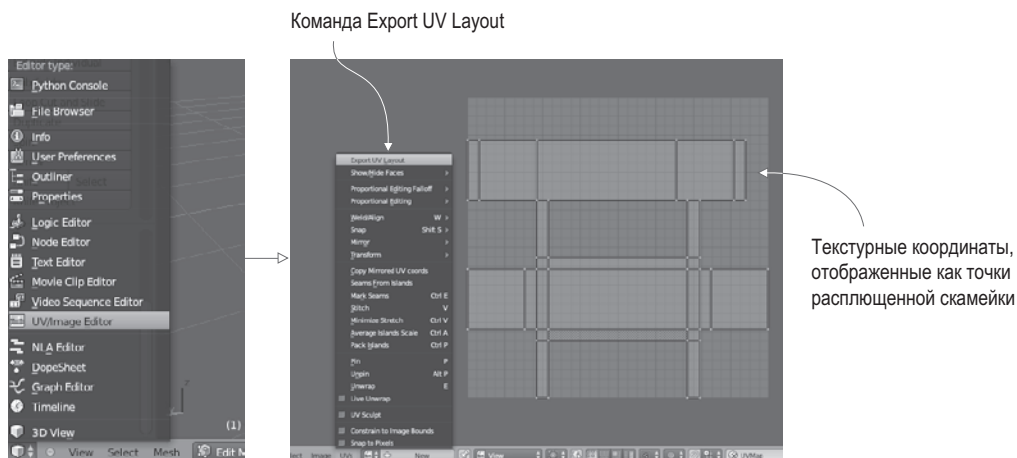 Команда Export UV Layout
Editor type:
Python Console
File Browser
Info
User Preferences
Outliner
Select
Properties
Logic Editor
Node Editor
Text Editor
Movie Clip Editor
Video Sequence Editor
UV/Image Editor
NLA Editor
DopeSheet
Graph Editor
Timeline
3D View
(1)
View Select Mesh Edit M
Export UV Layout
Show/Hide Faces
Proportional Editing Falloff
Proportional Editing
Weld/Align W
Snap Shift S
Mirror
Transform
Copy Mirrored UV coords
Seams From Islands
Mark Seams Ctrl E
Stitch V
Minimize Stretch Ctrl V
Average Islands Scale Ctrl A
Pack Islands Ctrl P
Pin P
Unpin Alt P
Unwrap E
Live Unwrap
UV Sculpt
Constrain to Image Bounds
Snap to Pixels
ect Image UVs New View UVMap
Текстурные координаты,
отображенные как точки
расплющенной скамейки